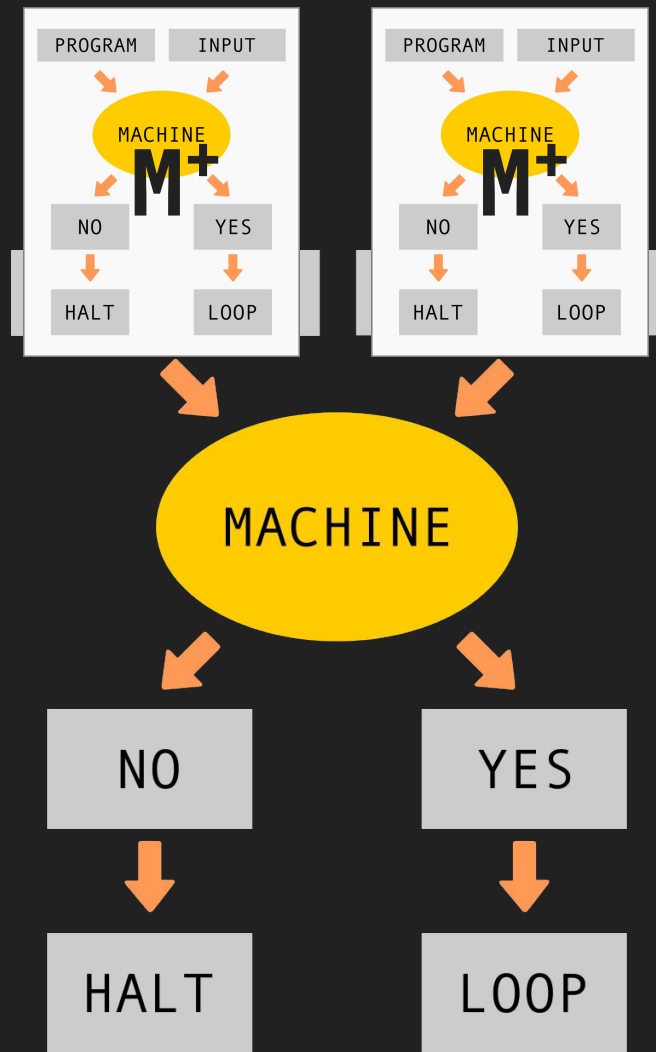 PROGRAM INPUT
MACHINE
M+
NO YES
HALT LOOP
PROGRAM INPUT
MACHINE
M+
NO YES
HALT LOOP
MACHINE
NO YES
HALT LOOP